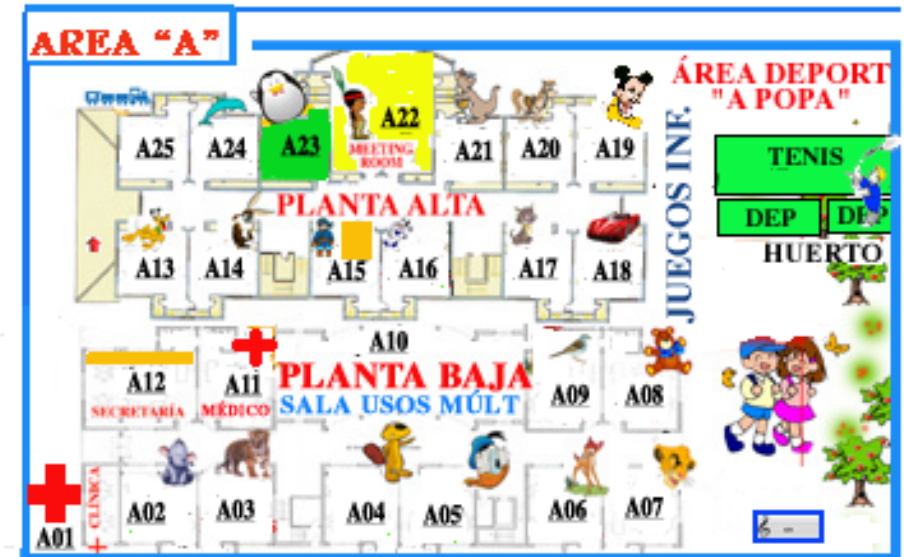 AREA "A"
ÁREA DEPORT
"A POPA"
A25 A24 A23 A22 A21 A20 A19
MEETING
ROOM
TENIS
PLANTA ALTA
DEP DEP
HUERTO
JUEGOS INF.
A13 A14 A15 A16 A17 A18
A10
PLANTA BAJA
SALA USOS MÚLT
A12 A11 A09 A08
SECRETARÍA MÉDICO
CLÍNICA
A01 A02 A03 A04 A05 A06 A07